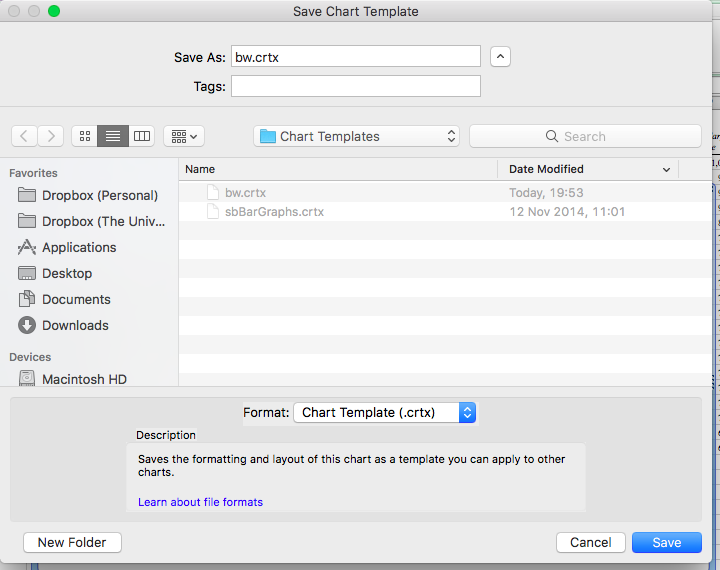 Save Chart Template
Save As: bw.crtx
Tags:
Chart Templates
Search
Favorites
Dropbox (Personal)
Dropbox (The Univ...
Applications
Desktop
Documents
Downloads
Devices
Macintosh HD
Name Date Modified
bw.crtx Today, 19:53
sbBarGraphs.crtx 12 Nov 2014, 11:01
Format: Chart Template (.crtx)
Description
Saves the formatting and layout of this chart as a template you can apply to other
charts.
Learn about file formats
New Folder Cancel Save